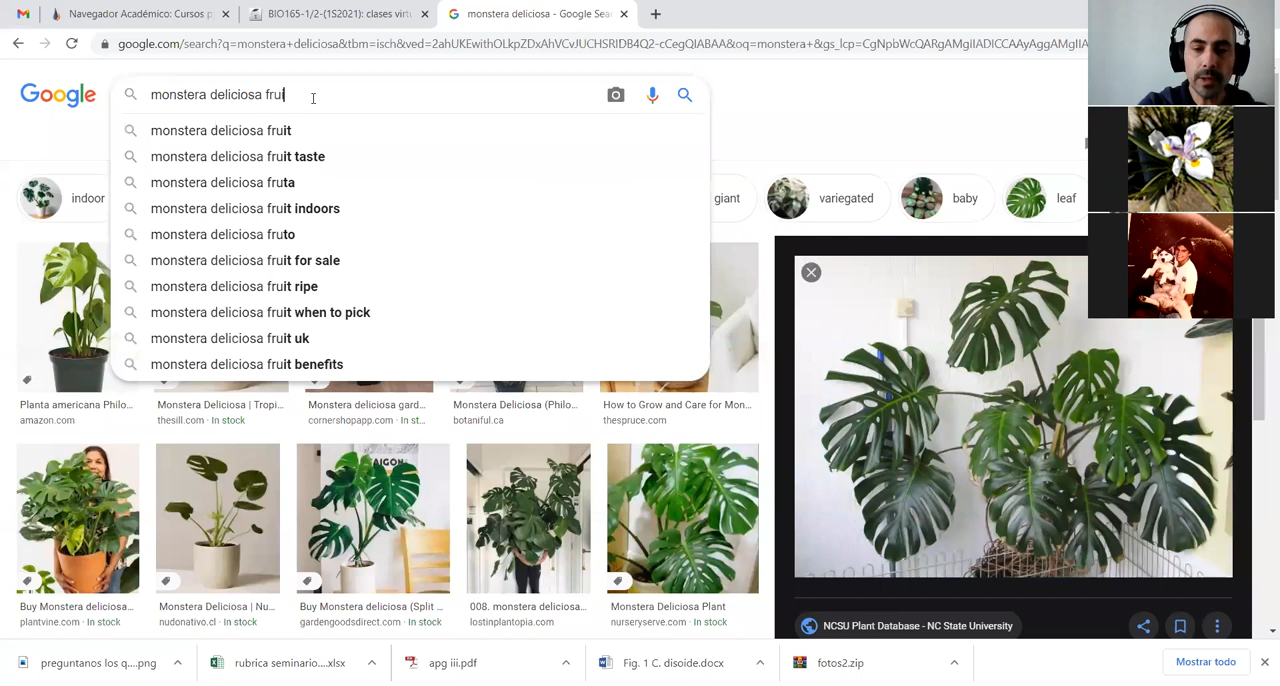 Navegador Académico: Cursos p
BIO165-1/2-(1S2021): clases virtu
monstera deliciosa - Google Sea
google.com/search?q=monstera+deliciosa&tbm=isch&ved=2ahUKEwithOLkpZDxAhVCvJUCHSRIDB4Q2-cCegQIABAA&oq=monstera+&gs_lcp=CgNpbWcQARgAMgIIADICCAAyAggAMgIIA
Google
monstera deliciosa frui
monstera deliciosa fruit
monstera deliciosa fruit taste
monstera deliciosa fruta
monstera deliciosa fruit indoors
monstera deliciosa fruto
monstera deliciosa fruit for sale
monstera deliciosa fruit ripe
monstera deliciosa fruit when to pick
monstera deliciosa fruit uk
monstera deliciosa fruit benefits
indoor
giant
variegated
baby
leaf
Planta americana Philo...
amazon.com
Monstera Deliciosa | Tropi...
thesill.com · In stock
Monstera deliciosa gard...
cornershopapp.com · In st...
Monstera Deliciosa (Philo...
botaniful.ca
How to Grow and Care for Mon...
thespruce.com
AIGON
Buy Monstera deliciosa...
plantvine.com · In stock
Monstera Deliciosa | Nu...
nudonativo.cl · In stock
Buy Monstera deliciosa (Split ...
gardengoodsdirect.com · In stock
008. monstera deliciosa...
lostinplantopia.com
Monstera Deliciosa Plant
nurseryserve.com · In stock
NCSU Plant Database - NC State University
preguntanos los q....png
rubrica seminario....xlsx
apg iii.pdf
Fig. 1 C. disoide.docx
fotos2.zip
Mostrar todo